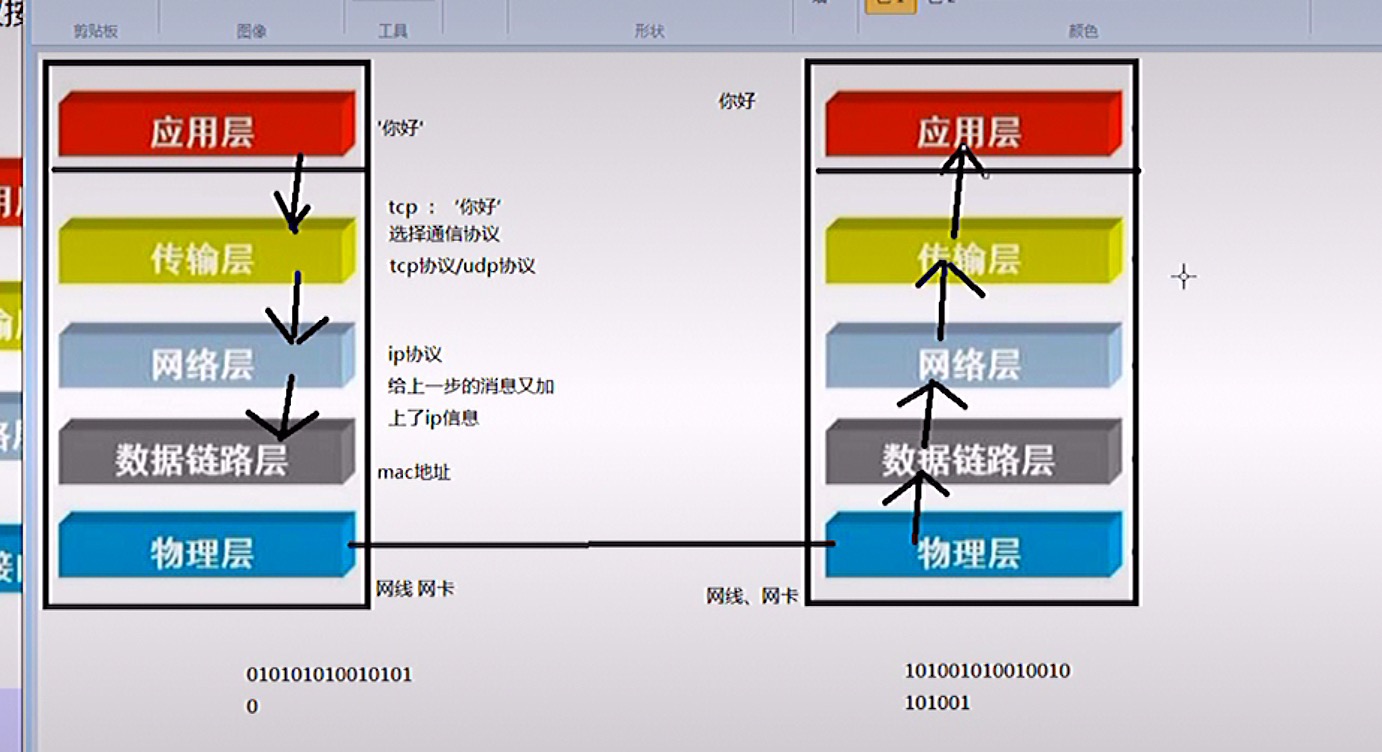 剪贴板
图像
工具
形状
颜色
应用层
'你好'
tcp ： ‘你好’
选择通信协议
传输层
tcp协议/udp协议
网络层
ip协议
给上一步的消息又加
上了ip信息
数据链路层
mac地址
物理层
网线 网卡
010101010010101
0
你好
应用层
传输层
网络层
数据链路层
物理层
网线、网卡
101001010010010
101001